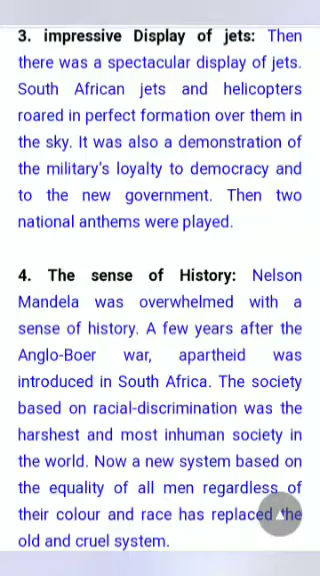 3. impressive Display of jets: Then
there was a spectacular display of jets.
South African jets and helicopters
roared in perfect formation over them in
the sky. It was also a demonstration of
the military's loyalty to democracy and
to the new government. Then two
national anthems were played.
4. The sense of History: Nelson
Mandela was overwhelmed with a
sense of history. A few years after the
Anglo-Boer war, apartheid was
introduced in South Africa. The society
based on racial-discrimination was the
harshest and most inhuman society in
the world. Now a new system based on
the equality of all men regardless of
their colour and race has replaced the
old and cruel system.